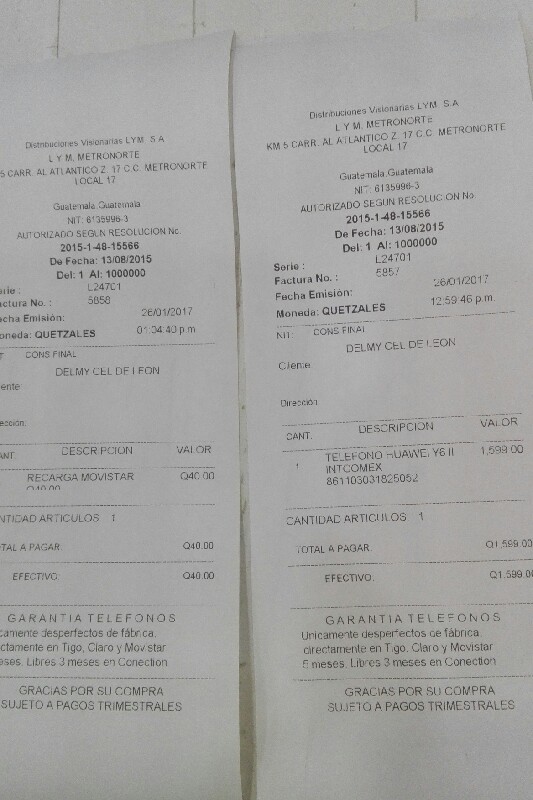 Distribuciones Visionarias LYM S.A
L Y M. METRONORTE
5 CARR. AL ATLANTICO Z. 17 C.C. METRONORTE
LOCAL 17
Guatemala,Guatemala
NIT: 6135996-3
AUTORIZADO SEGUN RESOLUCION No.
2015-1-48-15566
De Fecha: 13/08/2015
Del: 1 Al: 1000000
erie : L24701
actura No. : 5858
cha Emisión: 26/01/2017
oneda: QUETZALES 01:04:40 p.m.
T CONS FINAL
DELMY CEL DE LEON
ente:
ección:
ANT. DESCRIPCION VALOR
RECARGA MOVISTAR Q40.00
Q40.00
NTIDAD ARTICULOS 1
TAL A PAGAR: Q40.00
EFECTIVO: Q40.00
GARANTIA TELEFONOS
camente desperfectos de fábrica,
ctamente en Tigo, Claro y Movistar
eses. Libres 3 meses en Conection
GRACIAS POR SU COMPRA
SUJETO A PAGOS TRIMESTRALES
Distribuciones Visionarias LYM S.A
L Y M. METRONORTE
KM 5 CARR. AL ATLANTICO Z. 17 C.C. METRONORTE
LOCAL 17
Guatemala,Guatemala
NIT: 6135996-3
AUTORIZADO SEGUN RESOLUCION No.
2015-1-48-15566
De Fecha: 13/08/2015
Del: 1 Al: 1000000
Serie : L24701
Factura No. : 5857
Fecha Emisión: 26/01/2017
Moneda: QUETZALES 12:59:46 p.m.
NIT: CONS FINAL
DELMY CEL DE LEON
Cliente:
Dirección:
CANT. DESCRIPCION VALOR
1 TELEFONO HUAWEI Y6 II 1,599.00
INTCOMEX
861103031825052
CANTIDAD ARTICULOS 1
TOTAL A PAGAR: Q1,599.00
EFECTIVO: Q1,599.00
GARANTIA TELEFONOS
Unicamente desperfectos de fábrica,
directamente en Tigo, Claro y Movistar
6 meses. Libres 3 meses en Conection
GRACIAS POR SU COMPRA
SUJETO A PAGOS TRIMESTRALES